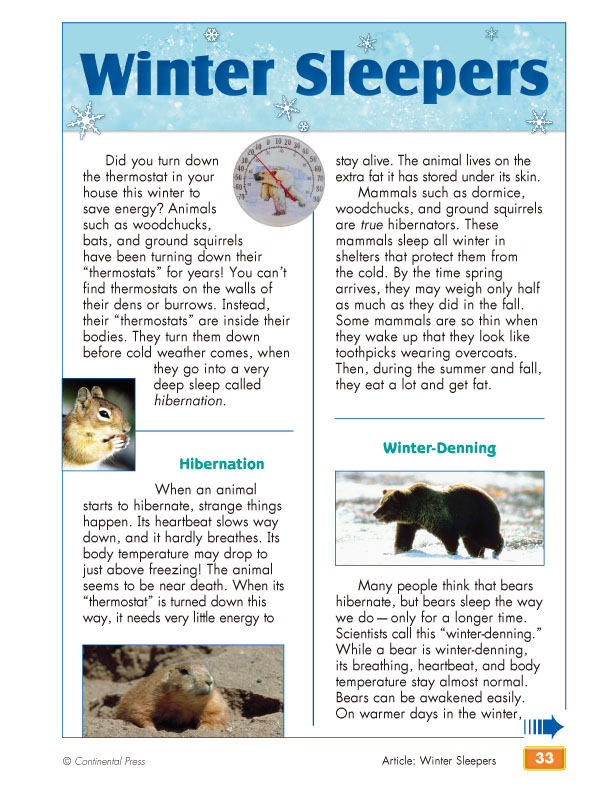 Winter Sleepers
Did you turn down
the thermostat in your
house this winter to
save energy? Animals
such as woodchucks,
bats, and ground squirrels
have been turning down their
“thermostats” for years! You can’t
find thermostats on the walls of
their dens or burrows. Instead,
their “thermostats” are inside their
bodies. They turn them down
before cold weather comes, when
they go into a very
deep sleep called
hibernation.
Hibernation
When an animal
starts to hibernate, strange things
happen. Its heartbeat slows way
down, and it hardly breathes. Its
body temperature may drop to
just above freezing! The animal
seems to be near death. When its
“thermostat” is turned down this
way, it needs very little energy to
stay alive. The animal lives on the
extra fat it has stored under its skin.
Mammals such as dormice,
woodchucks, and ground squirrels
are true hibernators. These
mammals sleep all winter in
shelters that protect them from
the cold. By the time spring
arrives, they may weigh only half
as much as they did in the fall.
Some mammals are so thin when
they wake up that they look like
toothpicks wearing overcoats.
Then, during the summer and fall,
they eat a lot and get fat.
Winter-Denning
Many people think that bears
hibernate, but bears sleep the way
we do—only for a longer time.
Scientists call this “winter-denning.”
While a bear is winter-denning,
its breathing, heartbeat, and body
temperature stay almost normal.
Bears can be awakened easily.
On warmer days in the winter,
© Continental Press
Article: Winter Sleepers
33